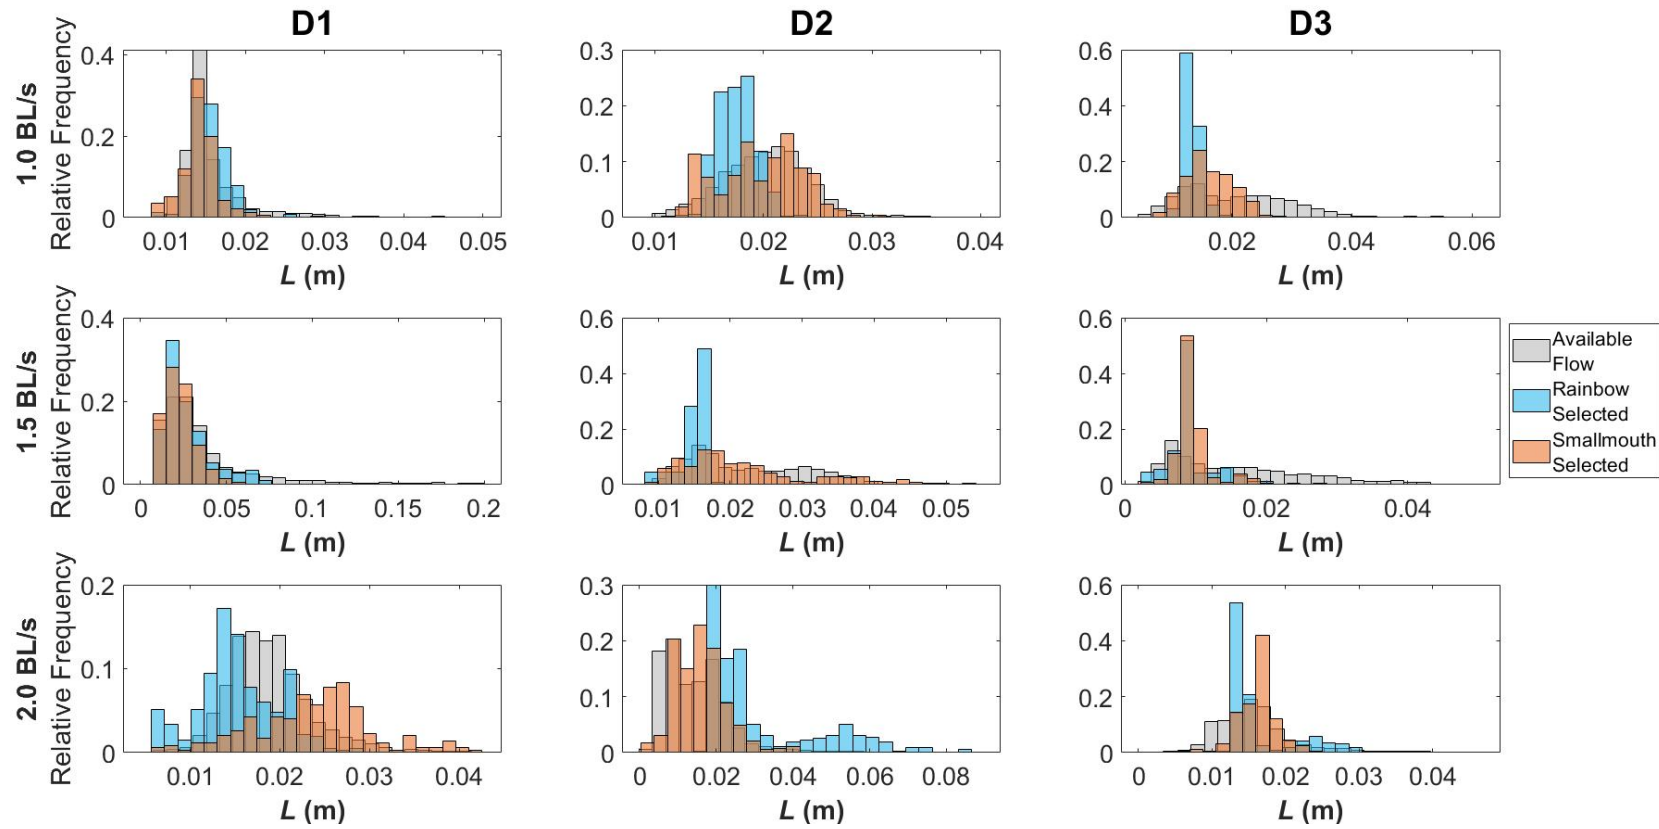 D1 D2 D3
1.0 BL/s
Relative Frequency
0.4 0.2 0
0.01 0.02 0.03 0.04 0.05
L (m)
0.3 0.2 0.1 0
0.01 0.02 0.03 0.04
L (m)
0.6 0.4 0.2 0
0.02 0.04 0.06
L (m)
1.5 BL/s
Relative Frequency
0.4 0.2 0
0 0.05 0.1 0.15 0.2
L (m)
0.6 0.4 0.2 0
0.01 0.02 0.03 0.04 0.05
L (m)
0.6 0.4 0.2 0
0 0.02 0.04
L (m)
Available
Flow
Rainbow
Selected
Smallmouth
Selected
2.0 BL/s
Relative Frequency
0.2 0.1 0
0.01 0.02 0.03 0.04
L (m)
0.3 0.2 0.1 0
0 0.02 0.04 0.06 0.08
L (m)
0.6 0.4 0.2 0
0 0.01 0.02 0.03 0.04
L (m)